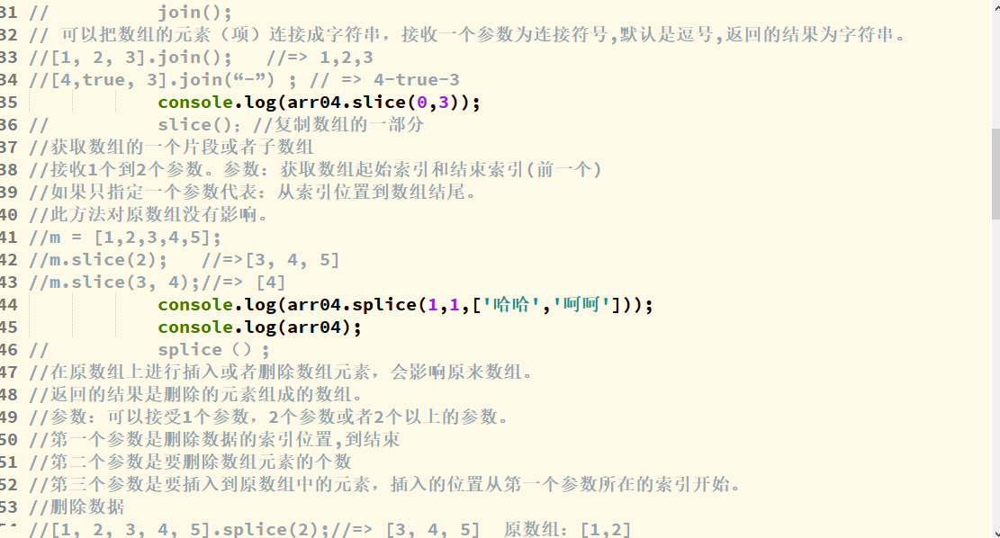 31 //          join();
32 // 可以把数组的元素（项）连接成字符串，接收一个参数为连接符号,默认是逗号,返回的结果为字符串。
33 //[1, 2, 3].join();   //=> 1,2,3
34 //[4,true, 3].join(“-”) ; // => 4-true-3
35             console.log(arr04.slice(0,3));
36 //          slice(); //复制数组的一部分
37 //获取数组的一个片段或者子数组
38 //接收1个到2个参数。参数：获取数组起始索引和结束索引(前一个)
39 //如果只指定一个参数代表：从索引位置到数组结尾。
40 //此方法对原数组没有影响。
41 //m = [1,2,3,4,5];
42 //m.slice(2);   //=>[3, 4, 5]
43 //m.slice(3, 4);//=> [4]
44             console.log(arr04.splice(1,1,['哈哈','呵呵']));
45             console.log(arr04);
46 //          splice（）;
47 //在原数组上进行插入或者删除数组元素，会影响原来数组。
48 //返回的结果是删除的元素组成的数组。
49 //参数：可以接受1个参数，2个参数或者2个以上的参数。
50 //第一个参数是删除数据的索引位置,到结束
51 //第二个参数是要删除数组元素的个数
52 //第三个参数是要插入到原数组中的元素，插入的位置从第一个参数所在的索引开始。
53 //删除数据
54 //[1, 2, 3, 4, 5].splice(2);//=> [3, 4, 5]  原数组：[1,2]